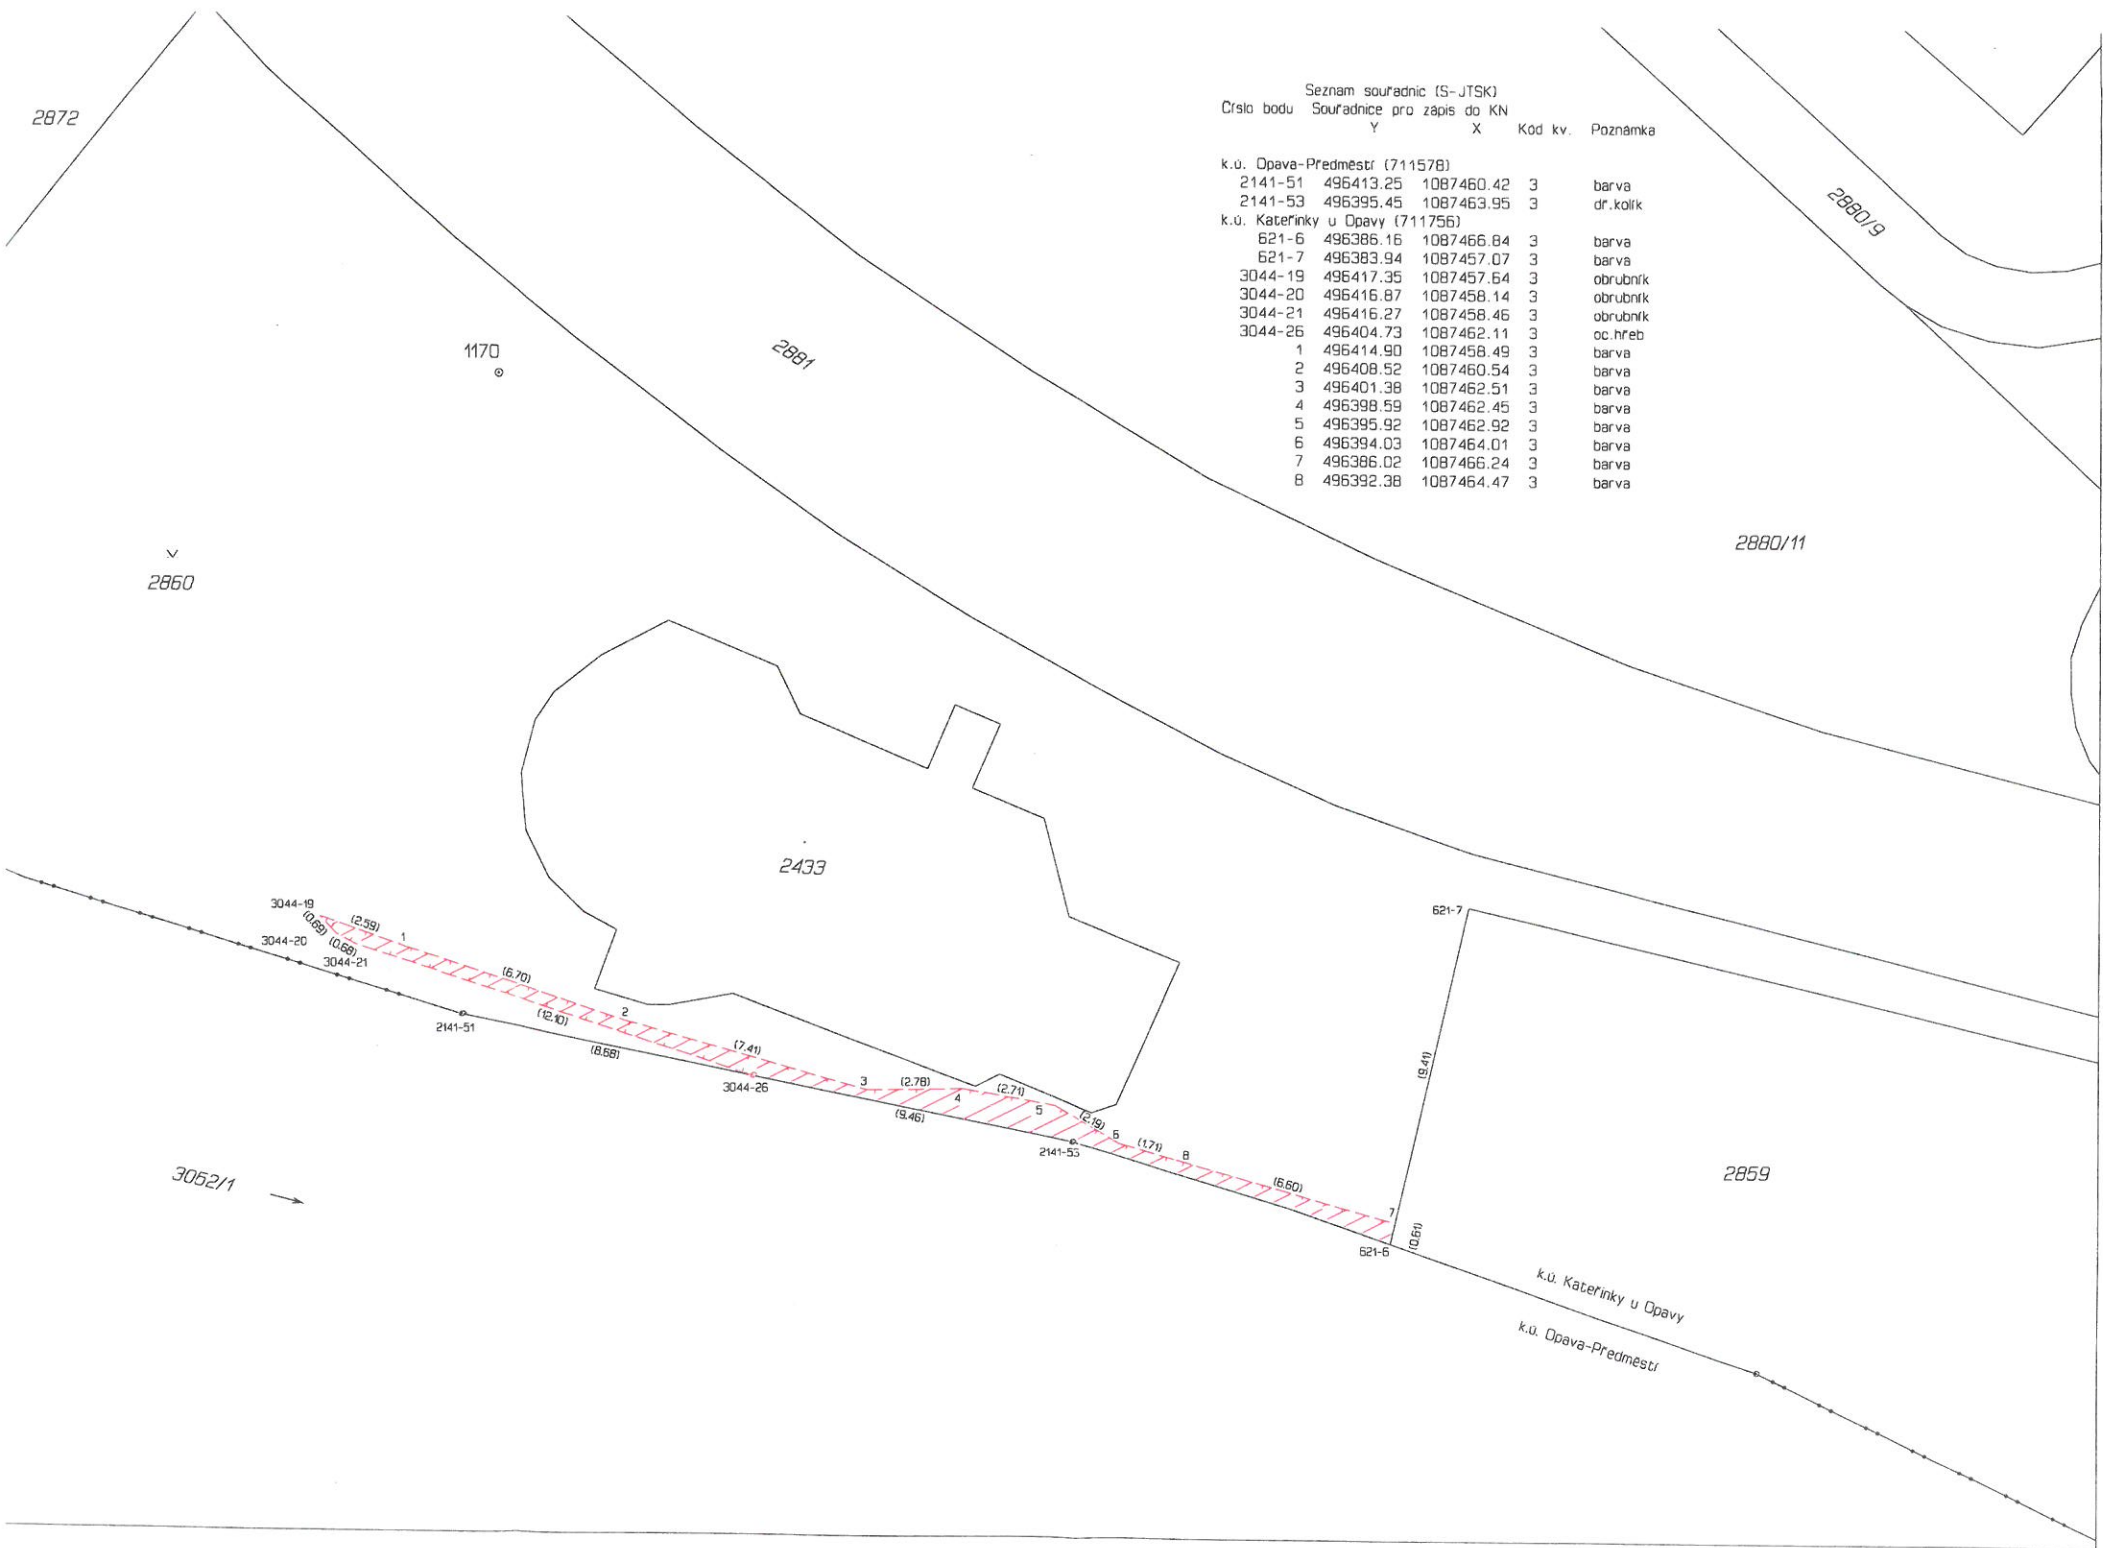 Seznam souřadnic (S-JTSK)
Číslo bodu Souřadnice pro zápis do KN
Y X Kód kv. Poznámka
k.ú. Opava-Předměstí (711578)
2141-51 496413.25 1087460.42 3 barva
2141-53 496395.45 1087463.95 3 dř.kolík
k.ú. Kateřinky u Opavy (711756)
621-6 496386.16 1087466.84 3 barva
621-7 496383.94 1087457.07 3 barva
3044-19 496417.35 1087457.64 3 obrubník
3044-20 496416.87 1087458.14 3 obrubník
3044-21 496416.27 1087458.46 3 obrubník
3044-26 496404.73 1087462.11 3 oc.hřeb
1 496414.90 1087458.49 3 barva
2 496408.52 1087460.54 3 barva
3 496401.38 1087462.51 3 barva
4 496398.59 1087462.45 3 barva
5 496395.92 1087462.92 3 barva
6 496394.03 1087464.01 3 barva
7 496386.02 1087466.24 3 barva
8 496392.38 1087464.47 3 barva
2872
2880/9
1170
2881
2880/11
2860
2433
3044-19
(0.69)
(2.59)
1
3044-20
(0.68)
3044-21
(6.70)
(12.10)
2
2141-51
(8.68)
(7.41)
3044-26
3
(2.78)
4
(2.71)
(9.46)
5
(2.19)
6
2141-53
(1.71)
8
(6.60)
7
621-7
(9.41)
(0.61)
621-6
2859
3052/1
k.ú. Kateřinky u Opavy
k.ú. Opava-Předměstí